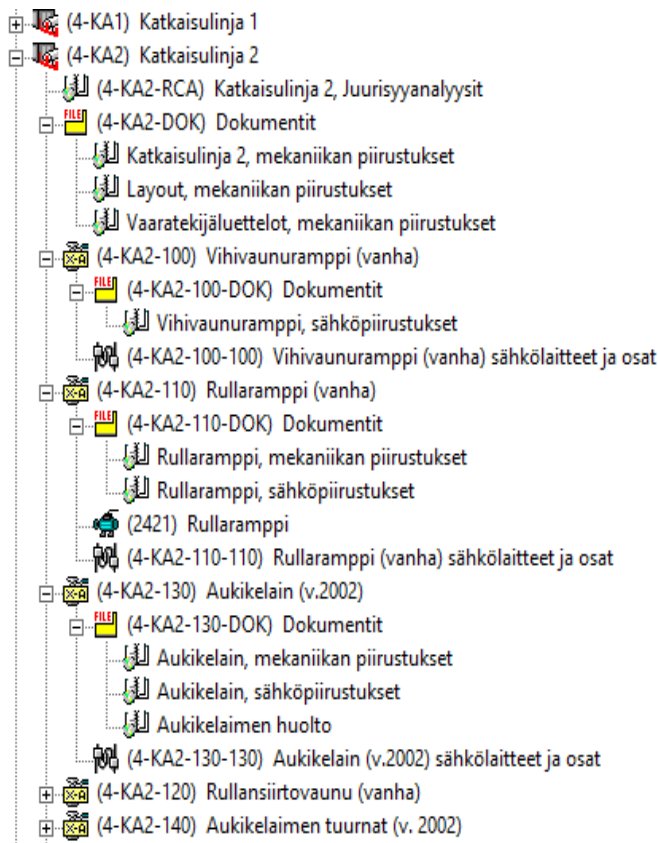 (4-KA1) Katkaisulinja 1
(4-KA2) Katkaisulinja 2
(4-KA2-RCA) Katkaisulinja 2, Juurisyyanalyysit
FILE (4-KA2-DOK) Dokumentit
Katkaisulinja 2, mekaniikan piirustukset
Layout, mekaniikan piirustukset
Vaaratekijäluettelot, mekaniikan piirustukset
X-A (4-KA2-100) Vihivaunuramppi (vanha)
FILE (4-KA2-100-DOK) Dokumentit
Vihivaunuramppi, sähköpiirustukset
(4-KA2-100-100) Vihivaunuramppi (vanha) sähkölaitteet ja osat
X-A (4-KA2-110) Rullaramppi (vanha)
FILE (4-KA2-110-DOK) Dokumentit
Rullaramppi, mekaniikan piirustukset
Rullaramppi, sähköpiirustukset
(2421) Rullaramppi
(4-KA2-110-110) Rullaramppi (vanha) sähkölaitteet ja osat
X-A (4-KA2-130) Aukikelain (v.2002)
FILE (4-KA2-130-DOK) Dokumentit
Aukikelain, mekaniikan piirustukset
Aukikelain, sähköpiirustukset
Aukikelaimen huolto
(4-KA2-130-130) Aukikelain (v.2002) sähkölaitteet ja osat
X-A (4-KA2-120) Rullansiirtovaunu (vanha)
X-A (4-KA2-140) Aukikelaimen tuurnat (v. 2002)